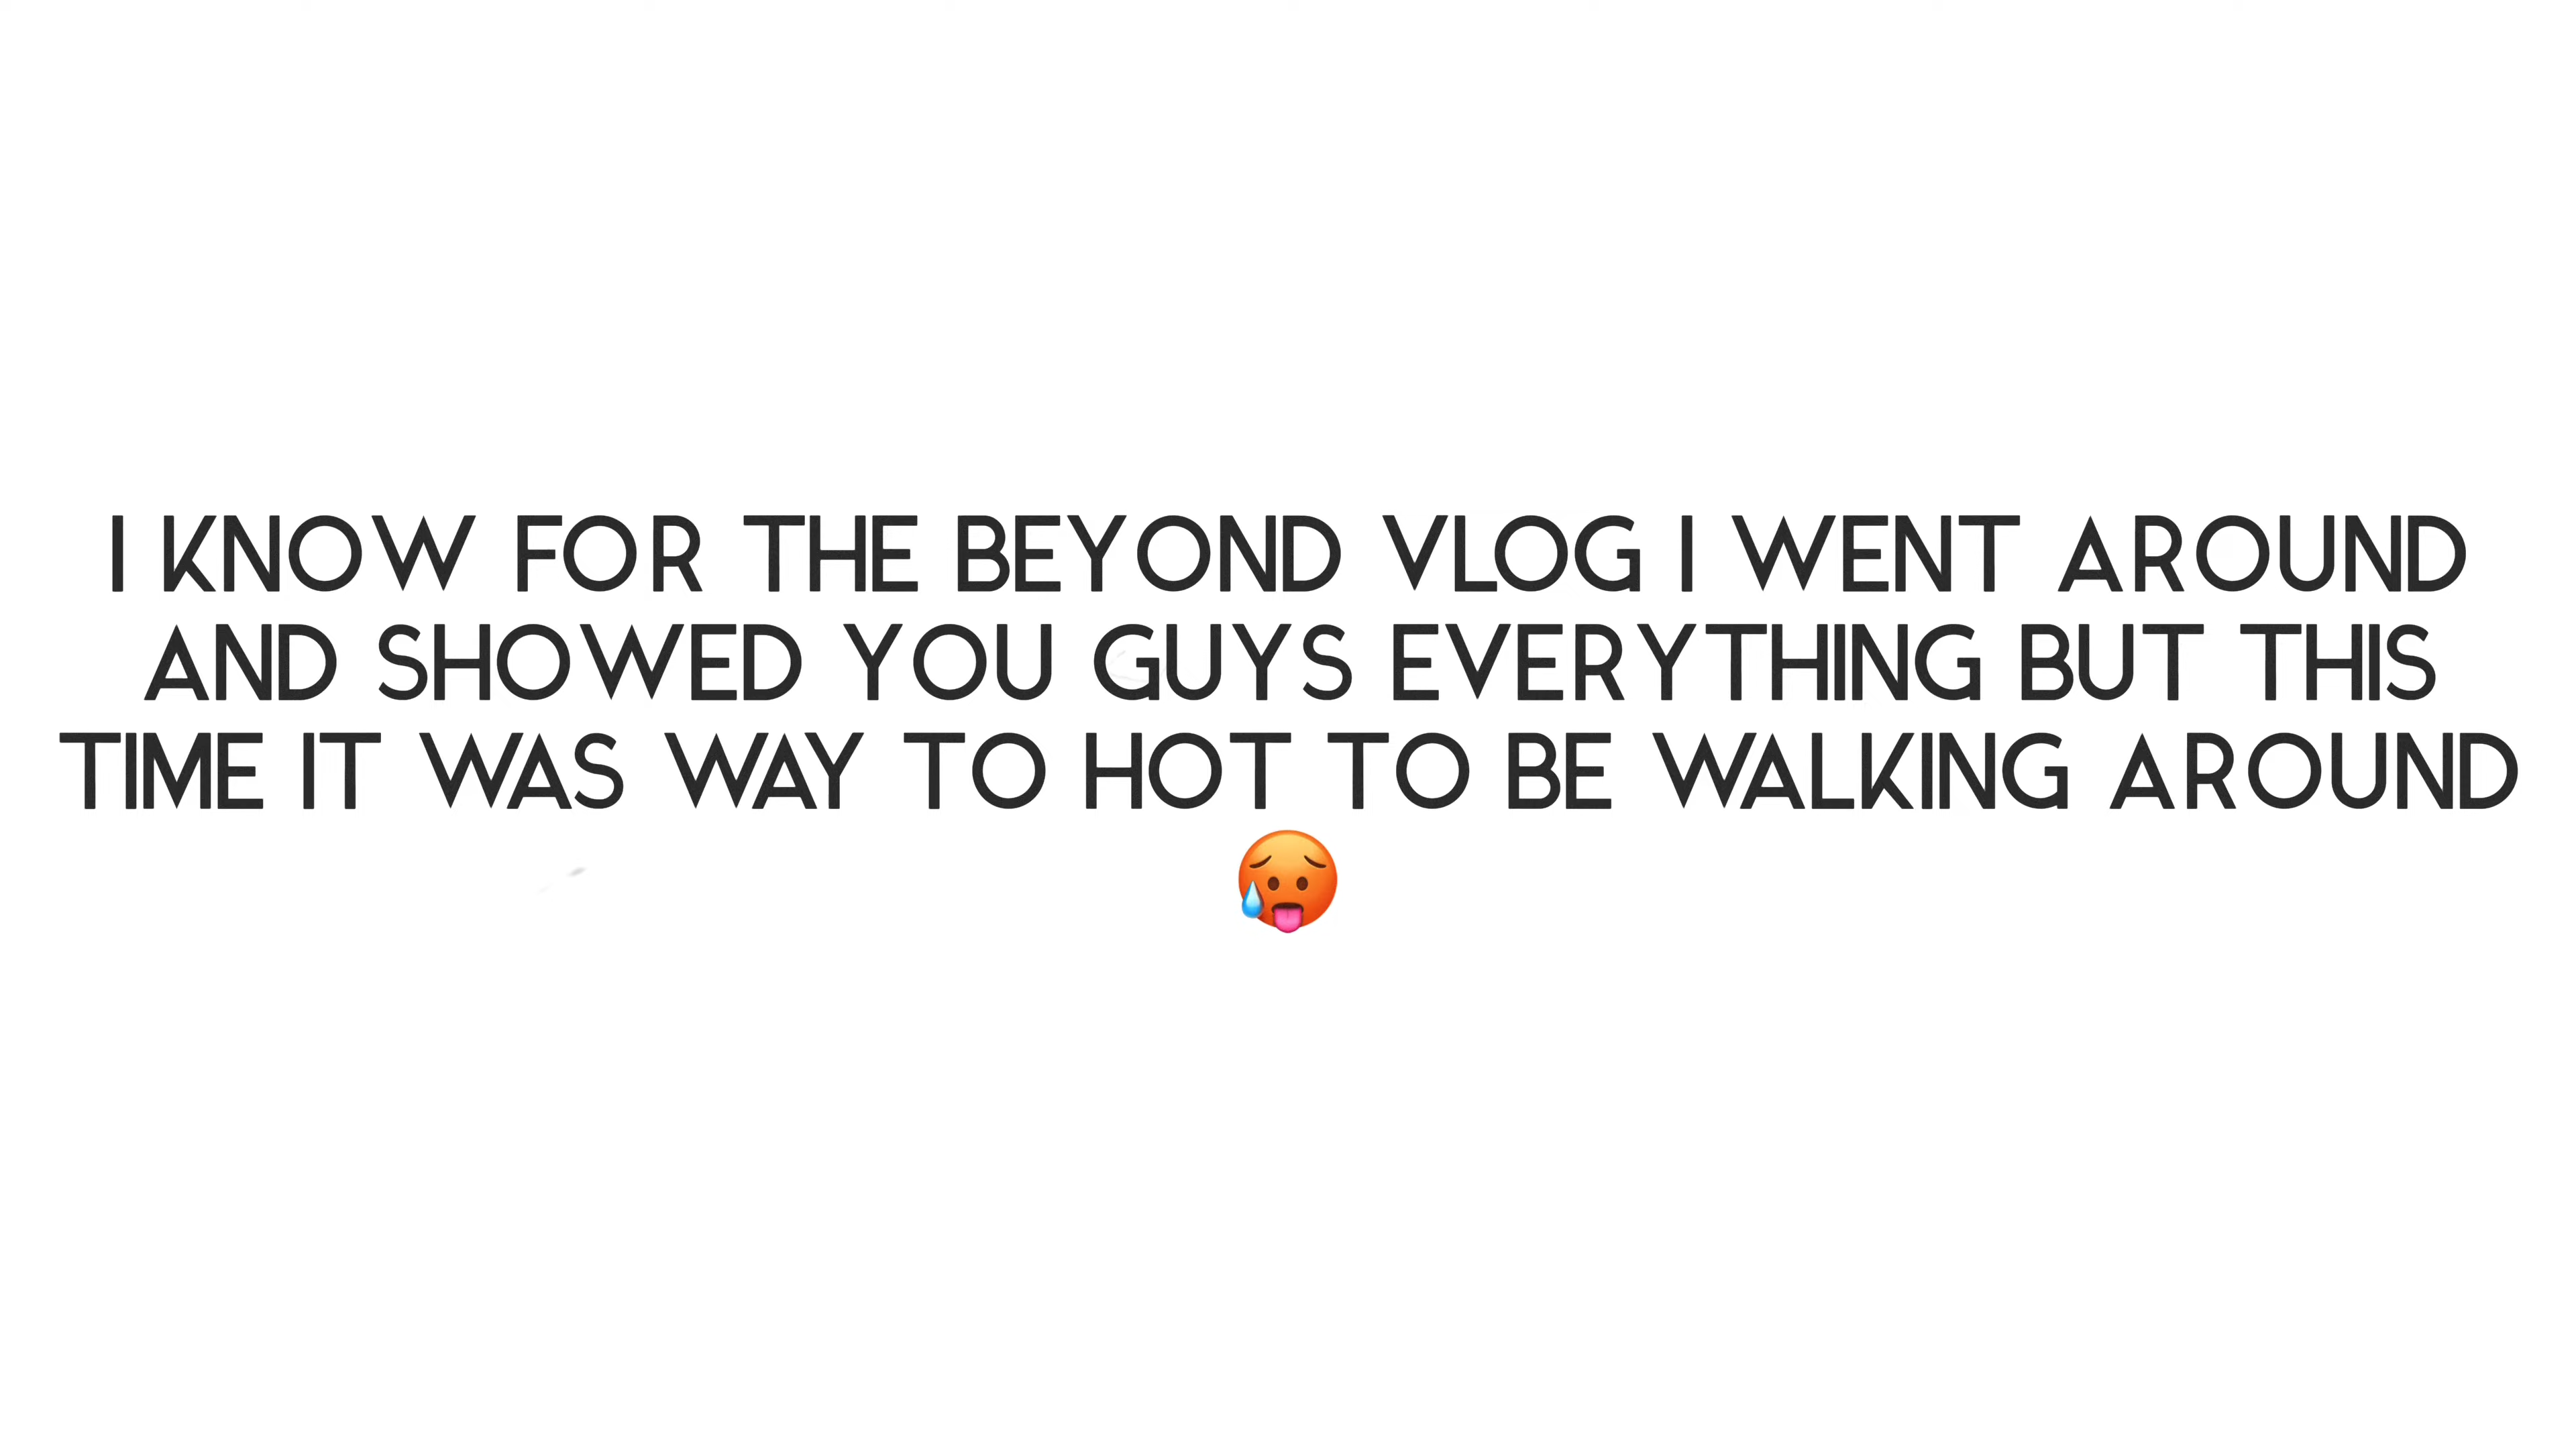 I KNOW FOR THE BEYOND VLOG I WENT AROUND
AND SHOWED YOU GUYS EVERYTHING BUT THIS
TIME IT WAS WAY TO HOT TO BE WALKING AROUND
🥵